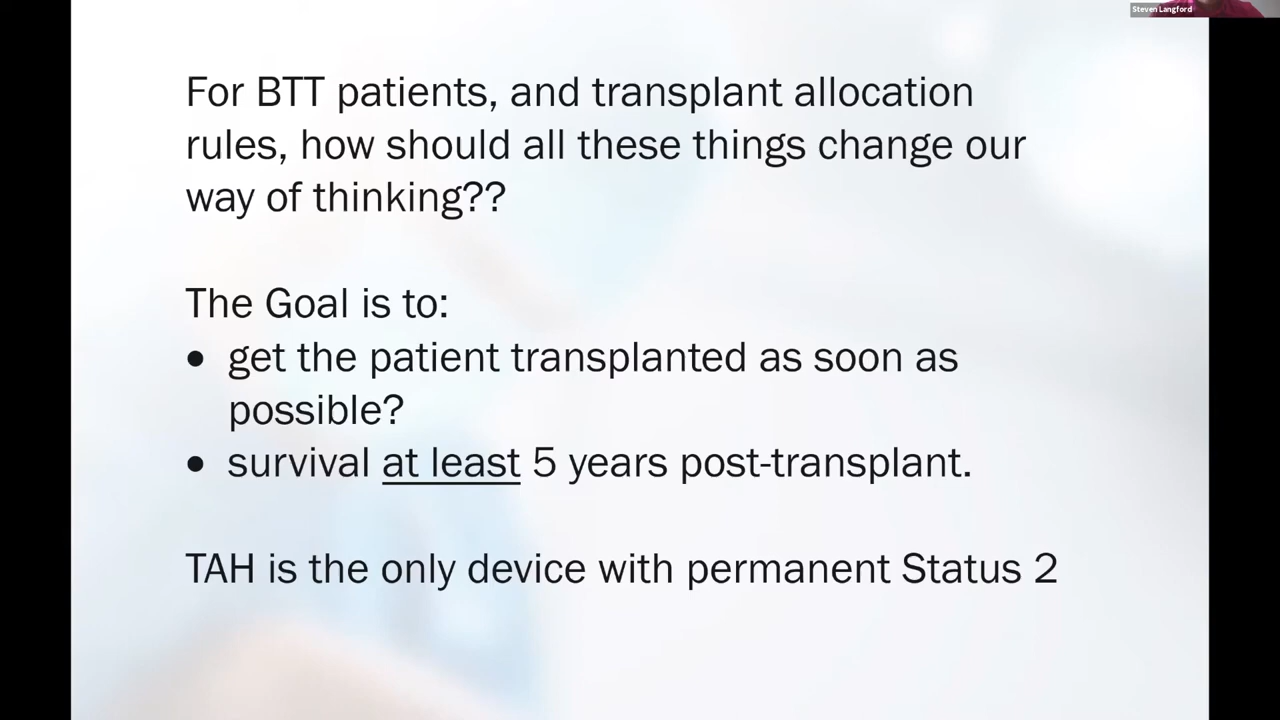 Steven Langford
For BTT patients, and transplant allocation
rules, how should all these things change our
way of thinking??
The Goal is to:
• get the patient transplanted as soon as
possible?
• survival at least 5 years post-transplant.
TAH is the only device with permanent Status 2